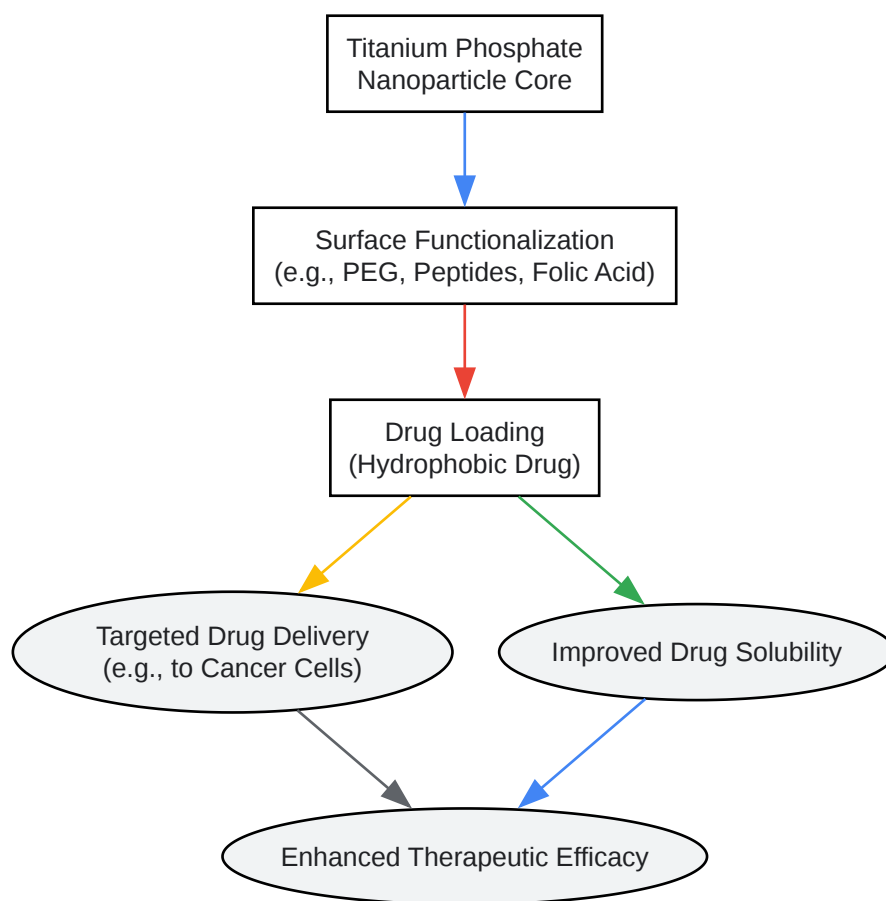 Titanium Phosphate
Nanoparticle Core
Surface Functionalization
(e.g., PEG, Peptides, Folic Acid)
Drug Loading
(Hydrophobic Drug)
Targeted Drug Delivery
(e.g., to Cancer Cells)
Improved Drug Solubility
Enhanced Therapeutic Efficacy